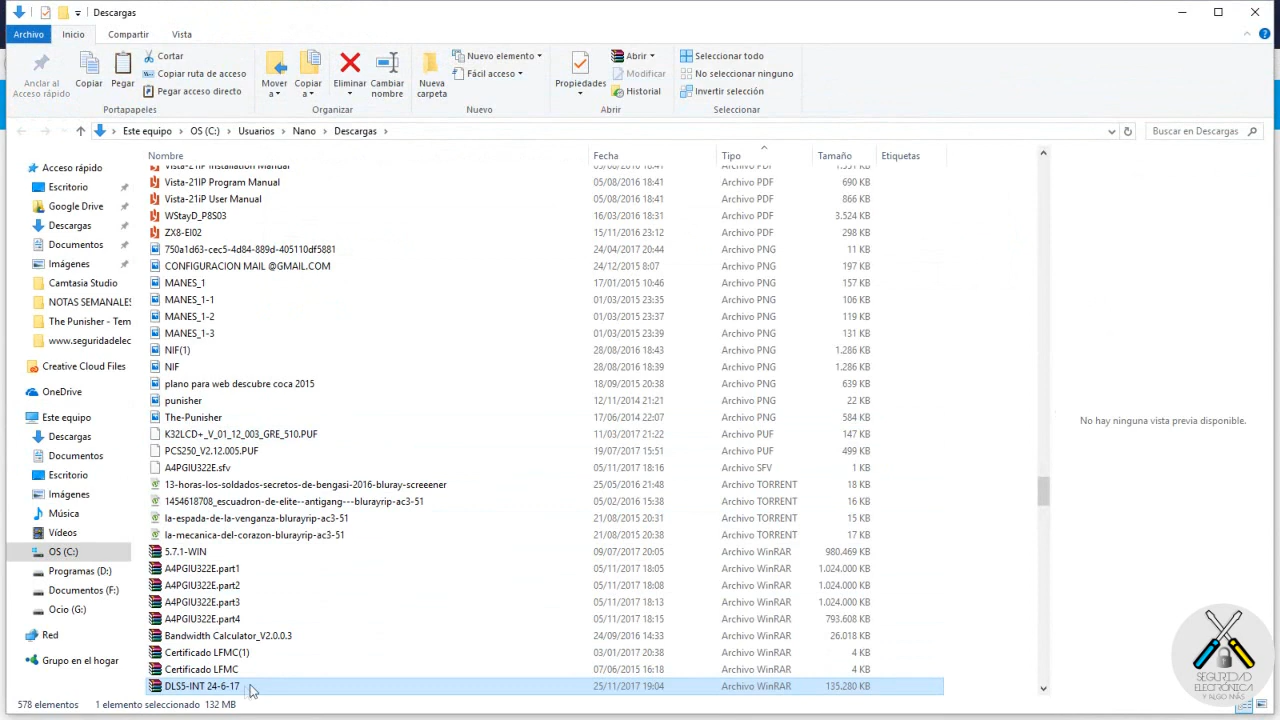 Descargas
Archivo Inicio Compartir Vista
Anclar al Acceso rápido
Copiar
Pegar
Cortar
Copiar ruta de acceso
Pegar acceso directo
Portapapeles
Mover a
Copiar a
Eliminar
Cambiar nombre
Organizar
Nueva carpeta
Nuevo elemento
Fácil acceso
Nuevo
Propiedades
Abrir
Modificar
Historial
Abrir
Seleccionar todo
No seleccionar ninguno
Invertir selección
Seleccionar
Este equipo > OS (C:) > Usuarios > Nano > Descargas >
Buscar en Descargas
Acceso rápido
Escritorio
Google Drive
Descargas
Documentos
Imágenes
Camtasia Studio
NOTAS SEMANALES
The Punisher - Tem
www.seguridadelec
Creative Cloud Files
OneDrive
Este equipo
Descargas
Documentos
Escritorio
Imágenes
Música
Vídeos
OS (C:)
Programas (D:)
Documentos (F:)
Ocio (G:)
Red
Grupo en el hogar
Nombre Fecha Tipo Tamaño Etiquetas
Vista-21iP Installation Manual 05/08/2016 18:41 Archivo PDF 1.551 KB
Vista-21IP Program Manual 05/08/2016 18:41 Archivo PDF 690 KB
Vista-21iP User Manual 05/08/2016 18:41 Archivo PDF 866 KB
WStayD_P8S03 16/03/2016 18:31 Archivo PDF 3.524 KB
ZX8-EI02 15/11/2016 23:12 Archivo PDF 298 KB
750a1d63-cec5-4d84-889d-405110df5881 24/04/2017 20:44 Archivo PNG 11 KB
CONFIGURACION MAIL @GMAIL.COM 24/12/2015 8:07 Archivo PNG 197 KB
MANES_1 17/01/2015 10:46 Archivo PNG 157 KB
MANES_1-1 01/03/2015 23:35 Archivo PNG 106 KB
MANES_1-2 01/03/2015 23:37 Archivo PNG 119 KB
MANES_1-3 01/03/2015 23:39 Archivo PNG 131 KB
NIF(1) 28/08/2016 18:43 Archivo PNG 1.286 KB
NIF 28/08/2016 18:39 Archivo PNG 1.286 KB
plano para web descubre coca 2015 18/09/2015 20:38 Archivo PNG 639 KB
punisher 12/11/2014 21:21 Archivo PNG 22 KB
The-Punisher 17/06/2014 22:07 Archivo PNG 584 KB
K32LCD+_V_01_12_003_GRE_510.PUF 11/03/2017 21:22 Archivo PUF 147 KB
PCS250_V2.12.005.PUF 19/07/2017 15:51 Archivo PUF 499 KB
A4PGIU322E.sfv 05/11/2017 18:16 Archivo SFV 1 KB
13-horas-los-soldados-secretos-de-bengasi-2016-bluray-screeener 25/05/2016 21:48 Archivo TORRENT 18 KB
1454618708_escuadron-de-elite--antigang---blurayrip-ac3-51 05/02/2016 15:38 Archivo TORRENT 16 KB
la-espada-de-la-venganza-blurayrip-ac3-51 21/08/2015 20:31 Archivo TORRENT 15 KB
la-mecanica-del-corazon-blurayrip-ac3-51 21/08/2015 20:38 Archivo TORRENT 17 KB
5.7.1-WIN 09/07/2017 20:05 Archivo WinRAR 980.469 KB
A4PGIU322E.part1 05/11/2017 18:05 Archivo WinRAR 1.024.000 KB
A4PGIU322E.part2 05/11/2017 18:08 Archivo WinRAR 1.024.000 KB
A4PGIU322E.part3 05/11/2017 18:13 Archivo WinRAR 1.024.000 KB
A4PGIU322E.part4 05/11/2017 18:15 Archivo WinRAR 793.608 KB
Bandwidth Calculator_V2.0.0.3 24/09/2016 14:33 Archivo WinRAR 26.018 KB
Certificado LFMC(1) 03/01/2017 20:38 Archivo WinRAR 4 KB
Certificado LFMC 07/06/2015 16:18 Archivo WinRAR 4 KB
DLS5-INT 24-6-17 25/11/2017 19:04 Archivo WinRAR 135.280 KB
No hay ninguna vista previa disponible.
578 elementos 1 elemento seleccionado 132 MB
SEGURIDAD
ELECTRÓNICA
Y ALGO MÁS